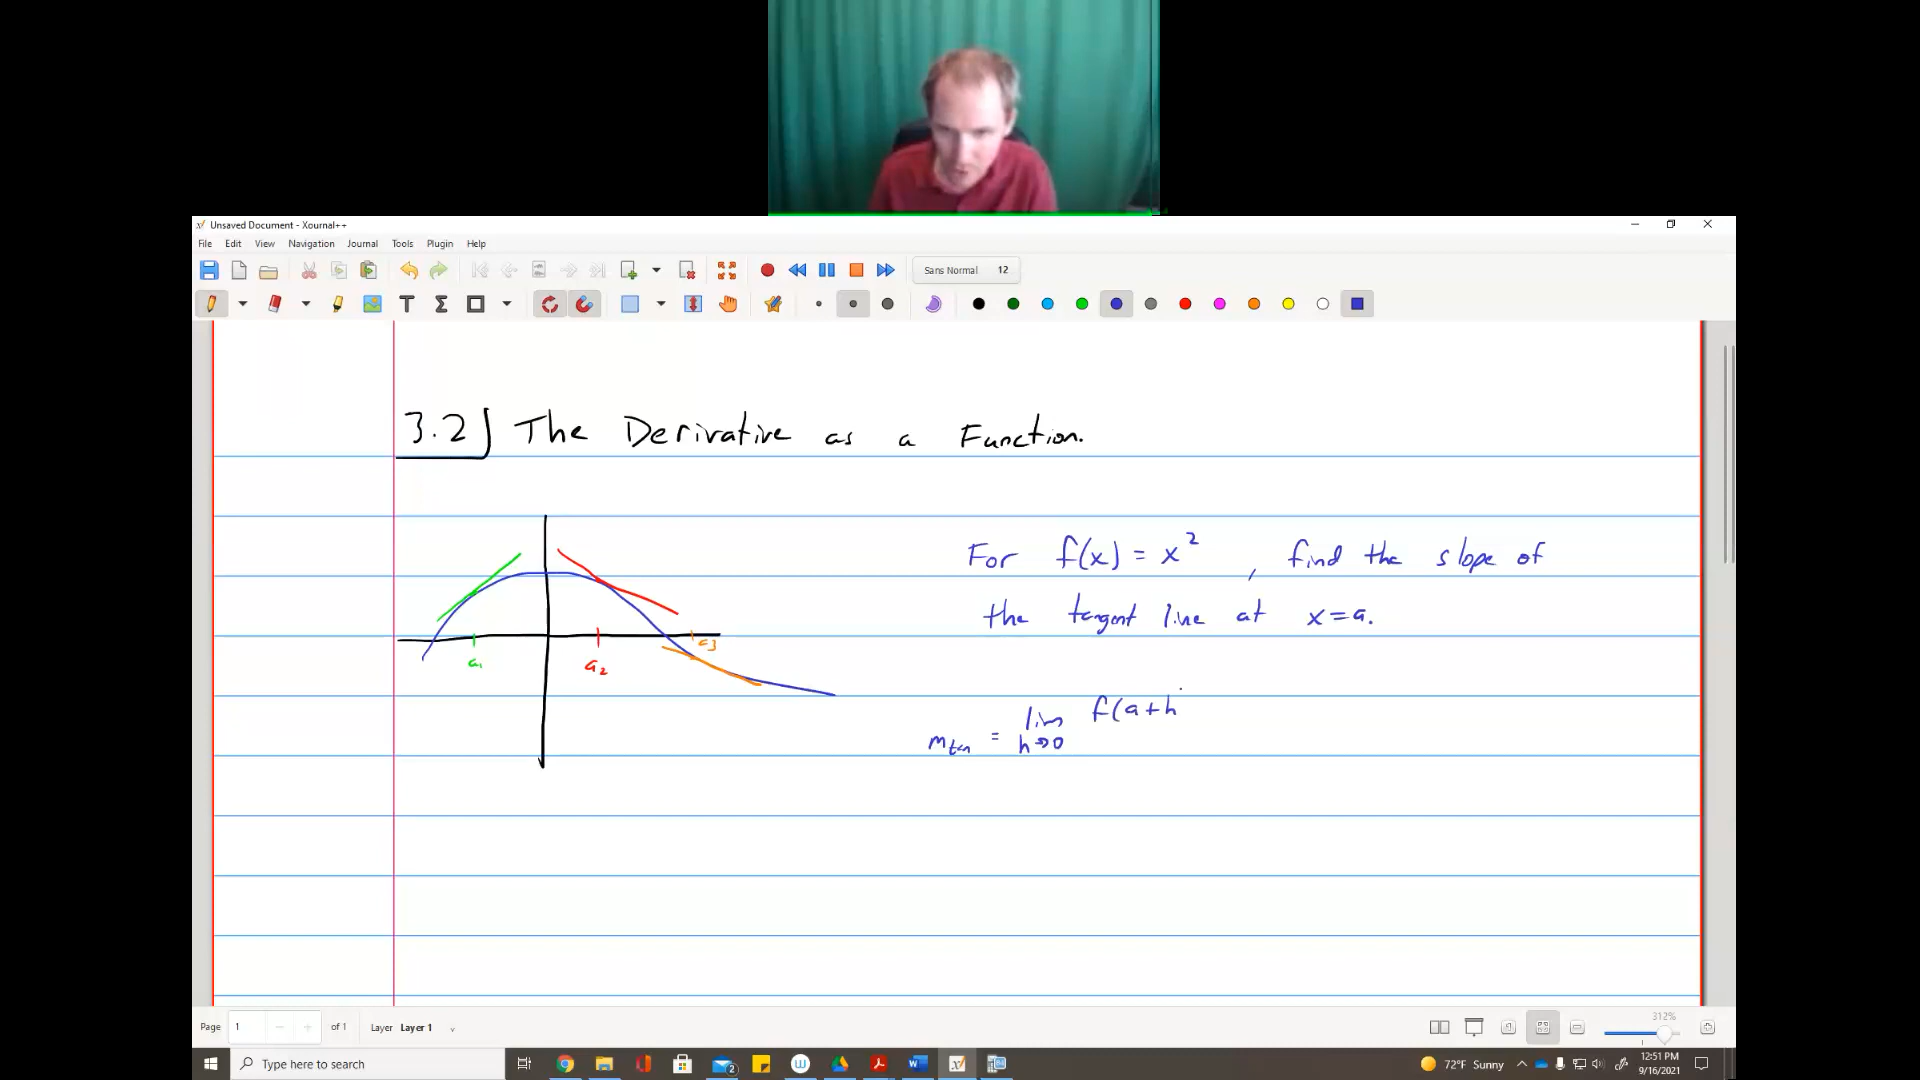 Unsaved Document - Xournal++
File Edit View Navigation Journal Tools Plugin Help
Sans Normal 12
3.2 The Derivative as a Function.
For f(x) = x², find the slope of
the tangent line at x=a.
a₁ a₂ a₃
m_tan = lim h→0 f(a+h
Page 1 of 1 Layer Layer 1
312%
Type here to search
2
72°F Sunny
12:51 PM
9/16/2021